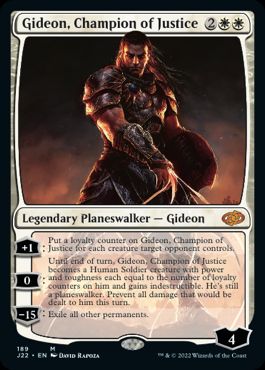 Gideon, Champion of Justice 2
Legendary Planeswalker — Gideon
+1: Put a loyalty counter on Gideon, Champion of
Justice for each creature target opponent controls.
Until end of turn, Gideon, Champion of Justice
becomes a Human Soldier creature with power
0: and toughness each equal to the number of loyalty
counters on him and gains indestructible. He's still
a planeswalker. Prevent all damage that would be
dealt to him this turn.
-15: Exile all other permanents.
4
189 M
J22 • EN DAVID RAPOZA ™ & © 2022 Wizards of the Coast